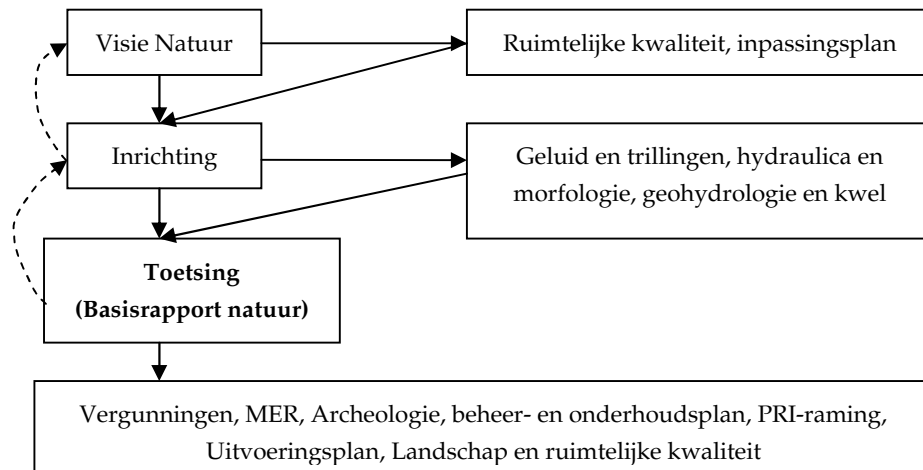 Visie Natuur
Ruimtelijke kwaliteit, inpassingsplan
Inrichting
Geluid en trillingen, hydraulica en
morfologie, geohydrologie en kwel
Toetsing
(Basisrapport natuur)
Vergunningen, MER, Archeologie, beheer- en onderhoudsplan, PRI-raming,
Uitvoeringsplan, Landschap en ruimtelijke kwaliteit